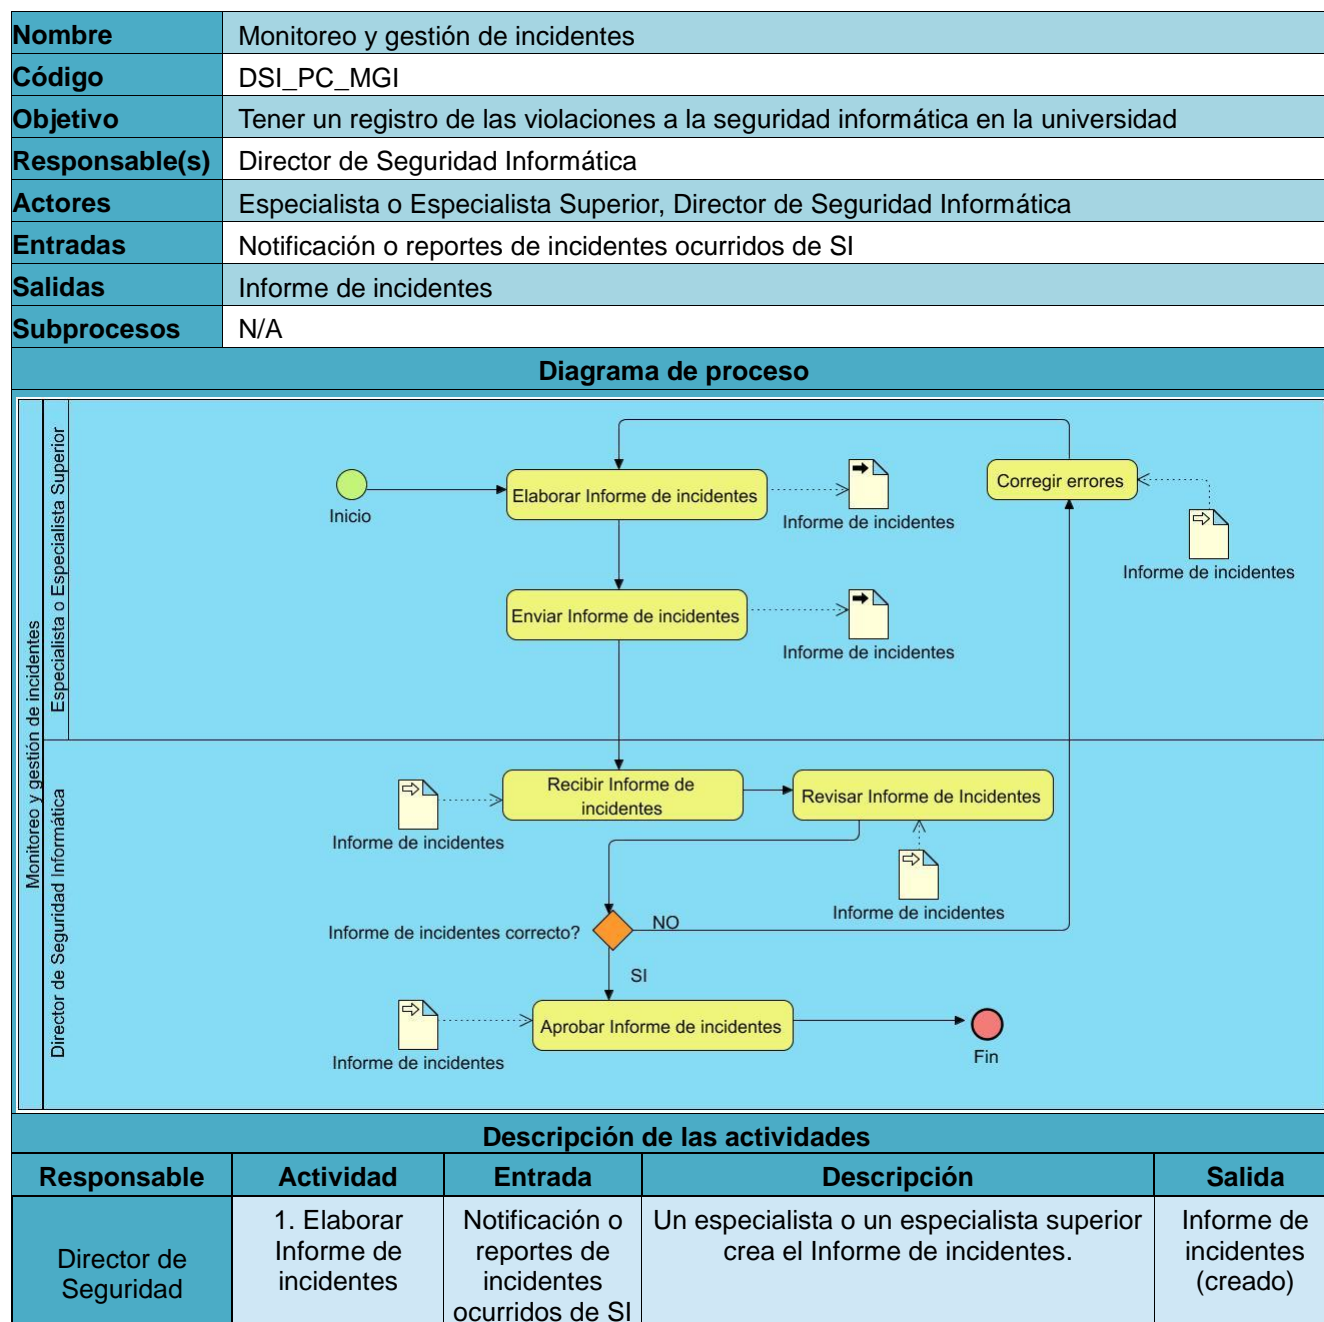 Nombre
Monitoreo y gestión de incidentes
Código
DSI_PC_MGI
Objetivo
Tener un registro de las violaciones a la seguridad informática en la universidad
Responsable(s)
Director de Seguridad Informática
Actores
Especialista o Especialista Superior, Director de Seguridad Informática
Entradas
Notificación o reportes de incidentes ocurridos de SI
Salidas
Informe de incidentes
Subprocesos
N/A
Diagrama de proceso
Monitoreo y gestión de incidentes
Especialista o Especialista Superior
Inicio
Elaborar Informe de incidentes
Informe de incidentes
Corregir errores
Informe de incidentes
Enviar Informe de incidentes
Informe de incidentes
Director de Seguridad Informática
Informe de incidentes
Recibir Informe de
incidentes
Revisar Informe de Incidentes
Informe de incidentes
Informe de incidentes correcto?
NO
SI
Informe de incidentes
Aprobar Informe de incidentes
Fin
Descripción de las actividades
Responsable
Actividad
Entrada
Descripción
Salida
Director de
Seguridad
1. Elaborar
Informe de
incidentes
Notificación o
reportes de
incidentes
ocurridos de SI
Un especialista o un especialista superior
crea el Informe de incidentes.
Informe de
incidentes
(creado)